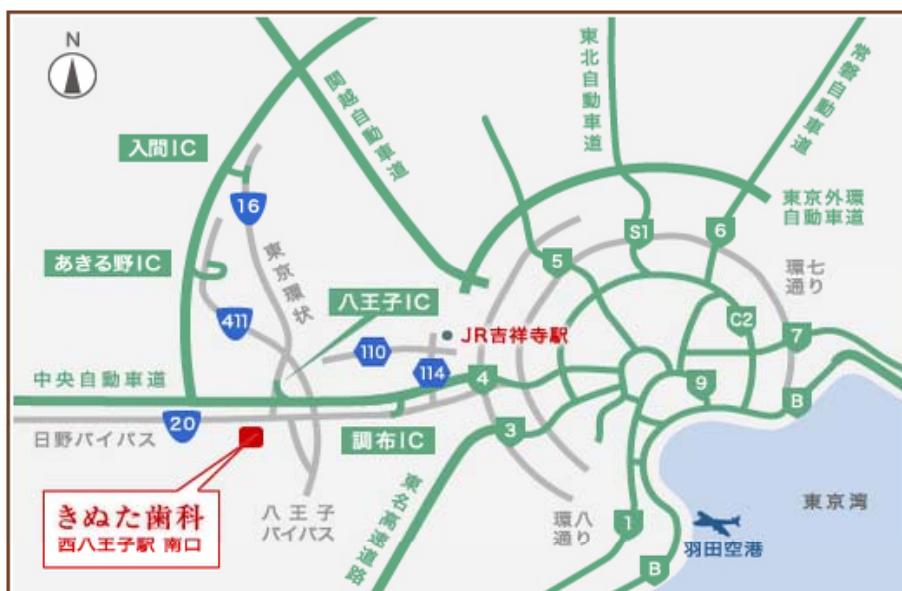 N
関越自動車道
東北自動車道
常磐自動車道
入間IC
16
東京外環
自動車道
S1
6
5
あきる野IC
東京環状
環七
通り
八王子IC
411
C2
JR吉祥寺駅
7
110
114
4
9
中央自動車道
B
20
日野バイパス
調布IC
3
きぬた歯科
西八王子駅 南口
八王子
バイパス
東名高速道路
環八
通り
1
東京湾
羽田空港
B